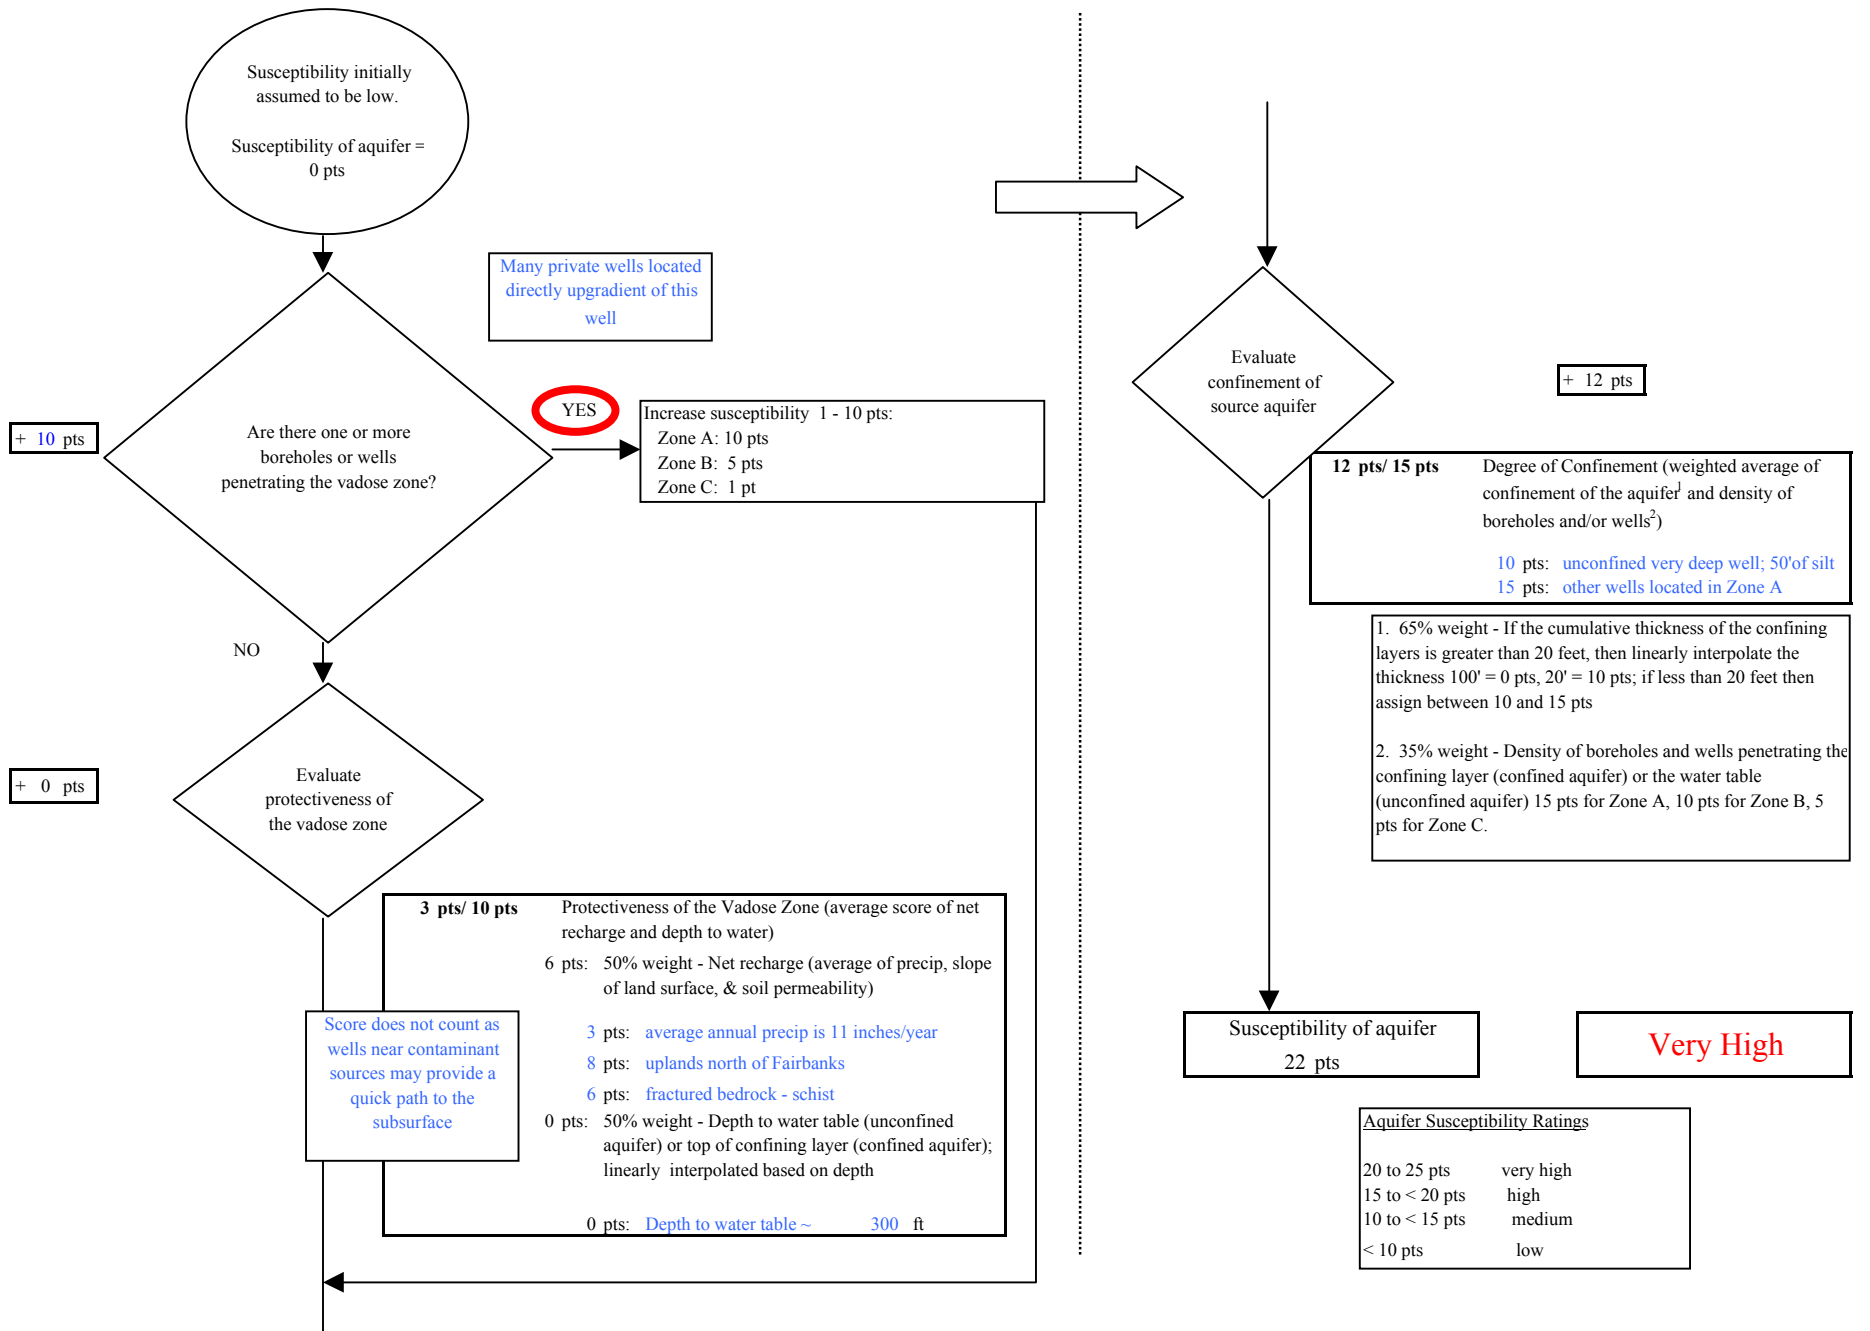 Susceptibility initially
assumed to be low.
Susceptibility of aquifer =
0 pts
Many private wells located
directly upgradient of this
well
+ 10 pts
Are there one or more
boreholes or wells
penetrating the vadose zone?
YES
Increase susceptibility 1 - 10 pts:
Zone A: 10 pts
Zone B: 5 pts
Zone C: 1 pt
NO
+ 0 pts
Evaluate
protectiveness of
the vadose zone
3 pts/ 10 pts Protectiveness of the Vadose Zone (average score of net
recharge and depth to water)
6 pts: 50% weight - Net recharge (average of precip, slope
of land surface, & soil permeability)
3 pts: average annual precip is 11 inches/year
8 pts: uplands north of Fairbanks
6 pts: fractured bedrock - schist
0 pts: 50% weight - Depth to water table (unconfined
aquifer) or top of confining layer (confined aquifer);
linearly interpolated based on depth
0 pts: Depth to water table ~ 300 ft
Score does not count as
wells near contaminant
sources may provide a
quick path to the
subsurface
Evaluate
confinement of
source aquifer
+ 12 pts
12 pts/ 15 pts Degree of Confinement (weighted average of
confinement of the aquifer1 and density of
boreholes and/or wells2)
10 pts: unconfined very deep well; 50'of silt
15 pts: other wells located in Zone A
1. 65% weight - If the cumulative thickness of the confining
layers is greater than 20 feet, then linearly interpolate the
thickness 100' = 0 pts, 20' = 10 pts; if less than 20 feet then
assign between 10 and 15 pts
2. 35% weight - Density of boreholes and wells penetrating the
confining layer (confined aquifer) or the water table
(unconfined aquifer) 15 pts for Zone A, 10 pts for Zone B, 5
pts for Zone C.
Susceptibility of aquifer
22 pts
Very High
Aquifer Susceptibility Ratings
20 to 25 pts very high
15 to < 20 pts high
10 to < 15 pts medium
< 10 pts low